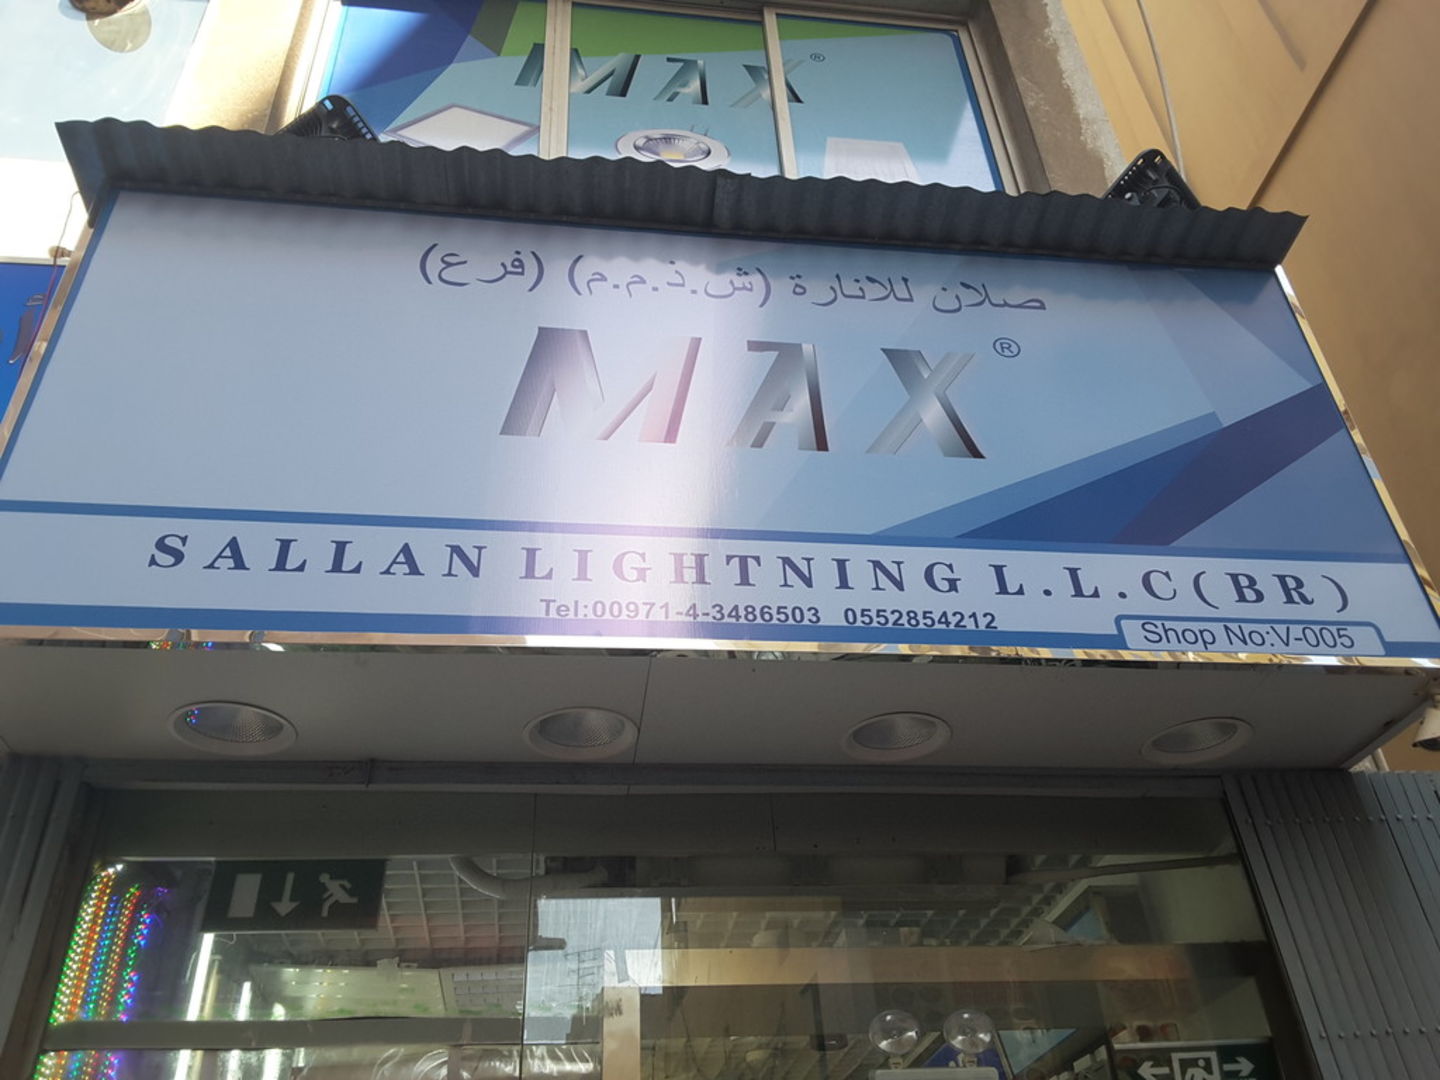 MAX®
صلان للانارة (ش.ذ.م.م) (فرع)
MAX®
SALLAN LIGHTNING L.L.C(BR)
Tel:00971-4-3486503 0552854212
Shop No:V-005